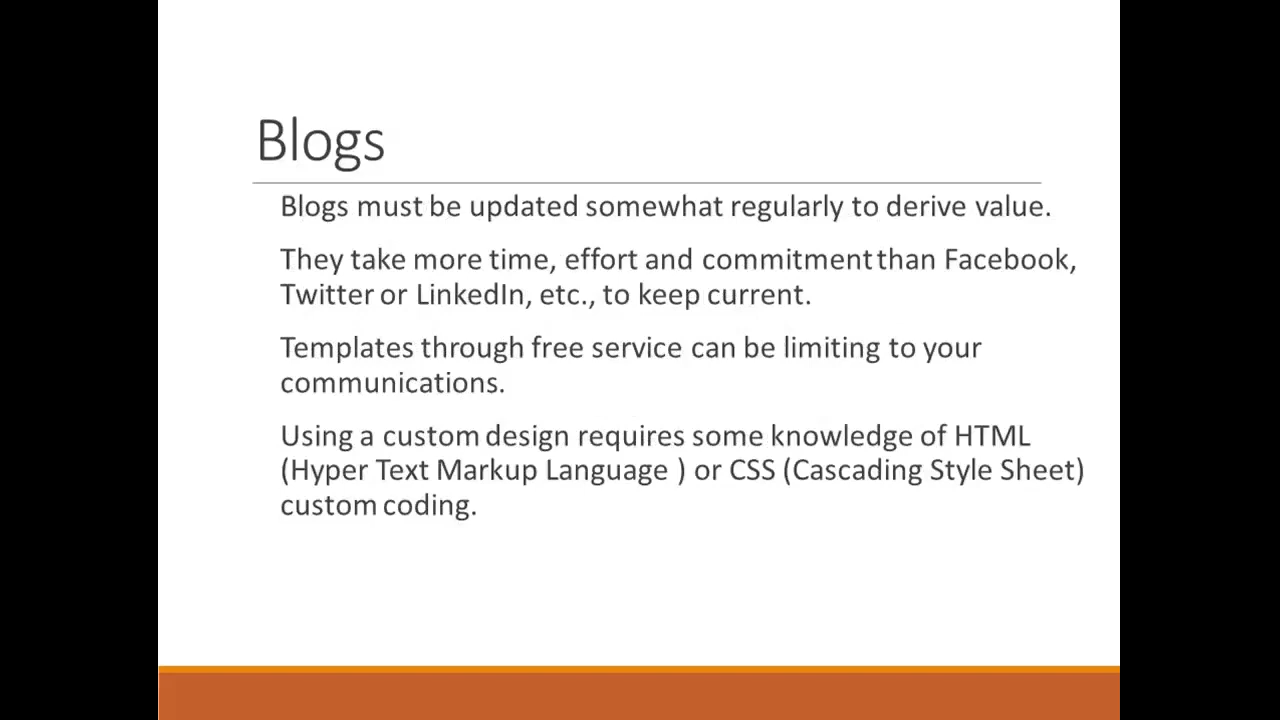 Blogs
Blogs must be updated somewhat regularly to derive value.
They take more time, effort and commitment than Facebook,
Twitter or LinkedIn, etc., to keep current.
Templates through free service can be limiting to your
communications.
Using a custom design requires some knowledge of HTML
(Hyper Text Markup Language ) or CSS (Cascading Style Sheet)
custom coding.